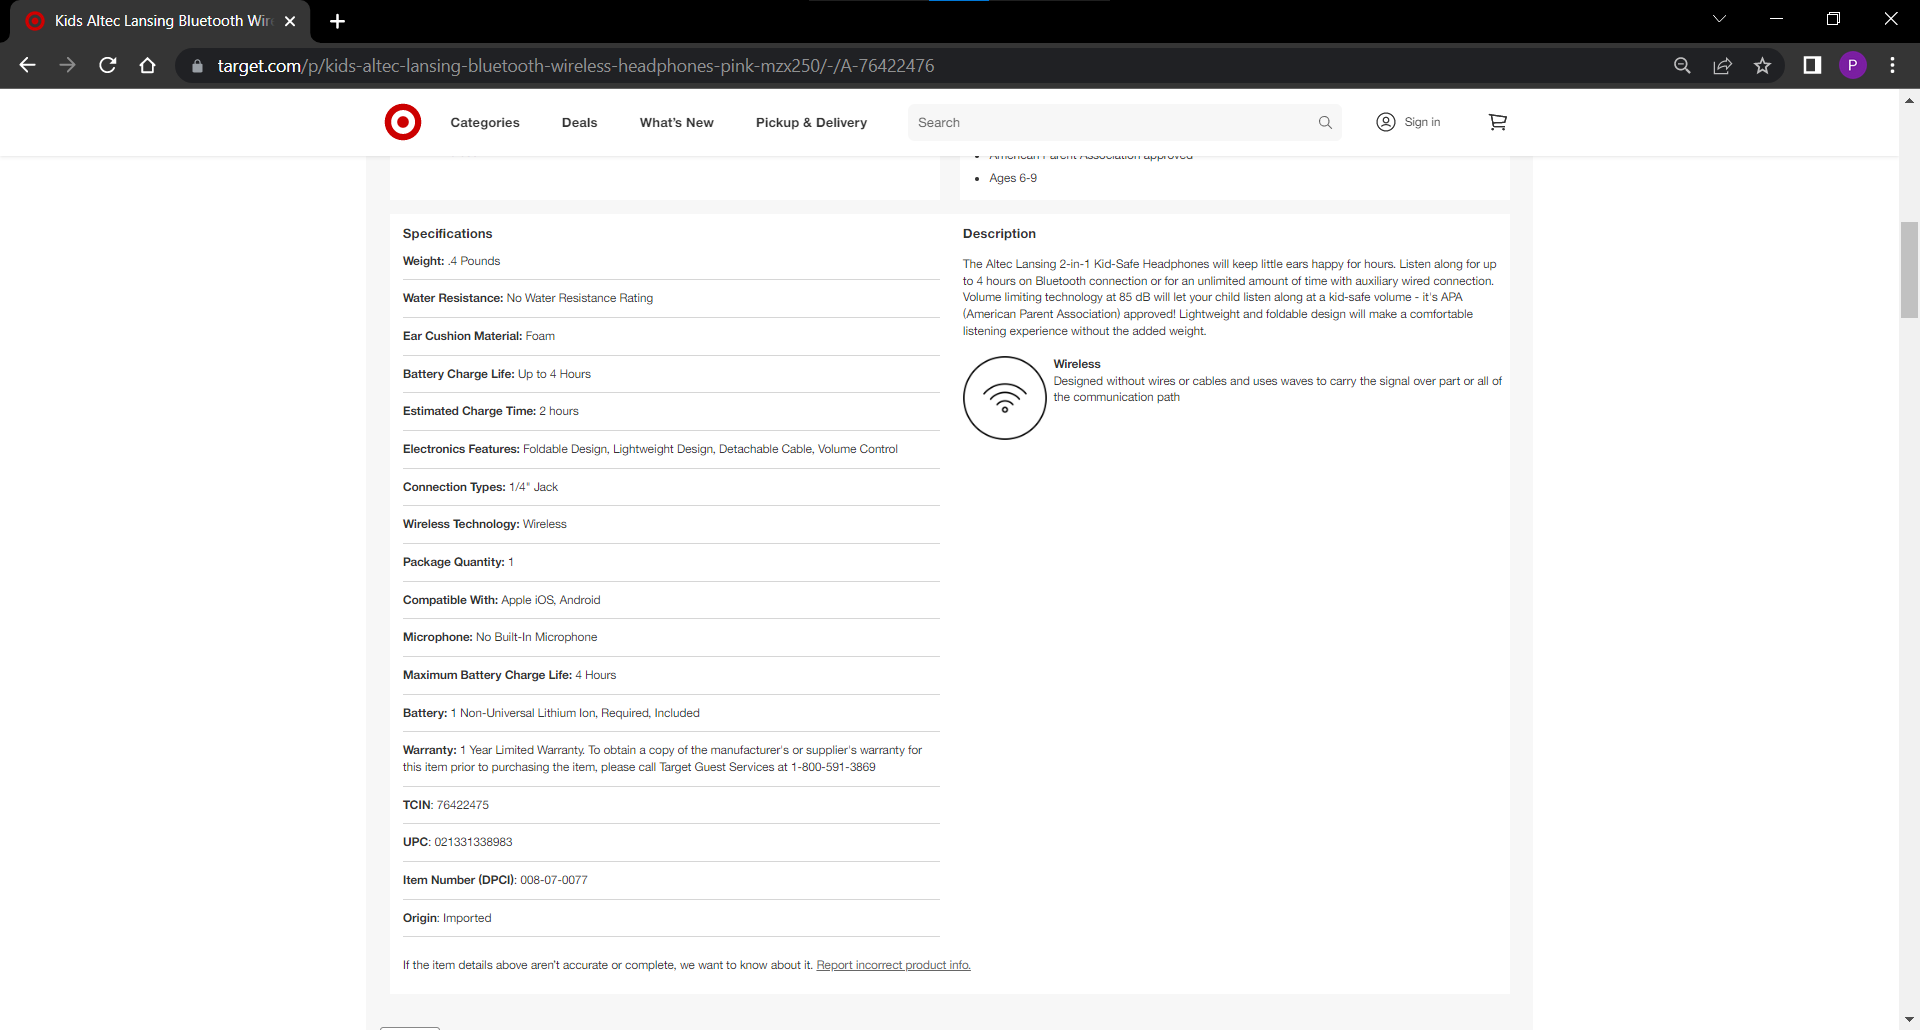 Kids Altec Lansing Bluetooth Wire
target.com/p/kids-altec-lansing-bluetooth-wireless-headphones-pink-mzx250/-/A-76422476
P
Categories
Deals
What's New
Pickup & Delivery
Search
Sign in
American Parent Association approved
Ages 6-9
Specifications
Weight: .4 Pounds
Water Resistance: No Water Resistance Rating
Ear Cushion Material: Foam
Battery Charge Life: Up to 4 Hours
Estimated Charge Time: 2 hours
Electronics Features: Foldable Design, Lightweight Design, Detachable Cable, Volume Control
Connection Types: 1/4" Jack
Wireless Technology: Wireless
Package Quantity: 1
Compatible With: Apple iOS, Android
Microphone: No Built-In Microphone
Maximum Battery Charge Life: 4 Hours
Battery: 1 Non-Universal Lithium Ion, Required, Included
Warranty: 1 Year Limited Warranty. To obtain a copy of the manufacturer's or supplier's warranty for
this item prior to purchasing the item, please call Target Guest Services at 1-800-591-3869
TCIN: 76422475
UPC: 021331338983
Item Number (DPCI): 008-07-0077
Origin: Imported
If the item details above aren't accurate or complete, we want to know about it. Report incorrect product info.
Description
The Altec Lansing 2-in-1 Kid-Safe Headphones will keep little ears happy for hours. Listen along for up
to 4 hours on Bluetooth connection or for an unlimited amount of time with auxiliary wired connection.
Volume limiting technology at 85 dB will let your child listen along at a kid-safe volume - it's APA
(American Parent Association) approved! Lightweight and foldable design will make a comfortable
listening experience without the added weight.
Wireless
Designed without wires or cables and uses waves to carry the signal over part or all of
the communication path